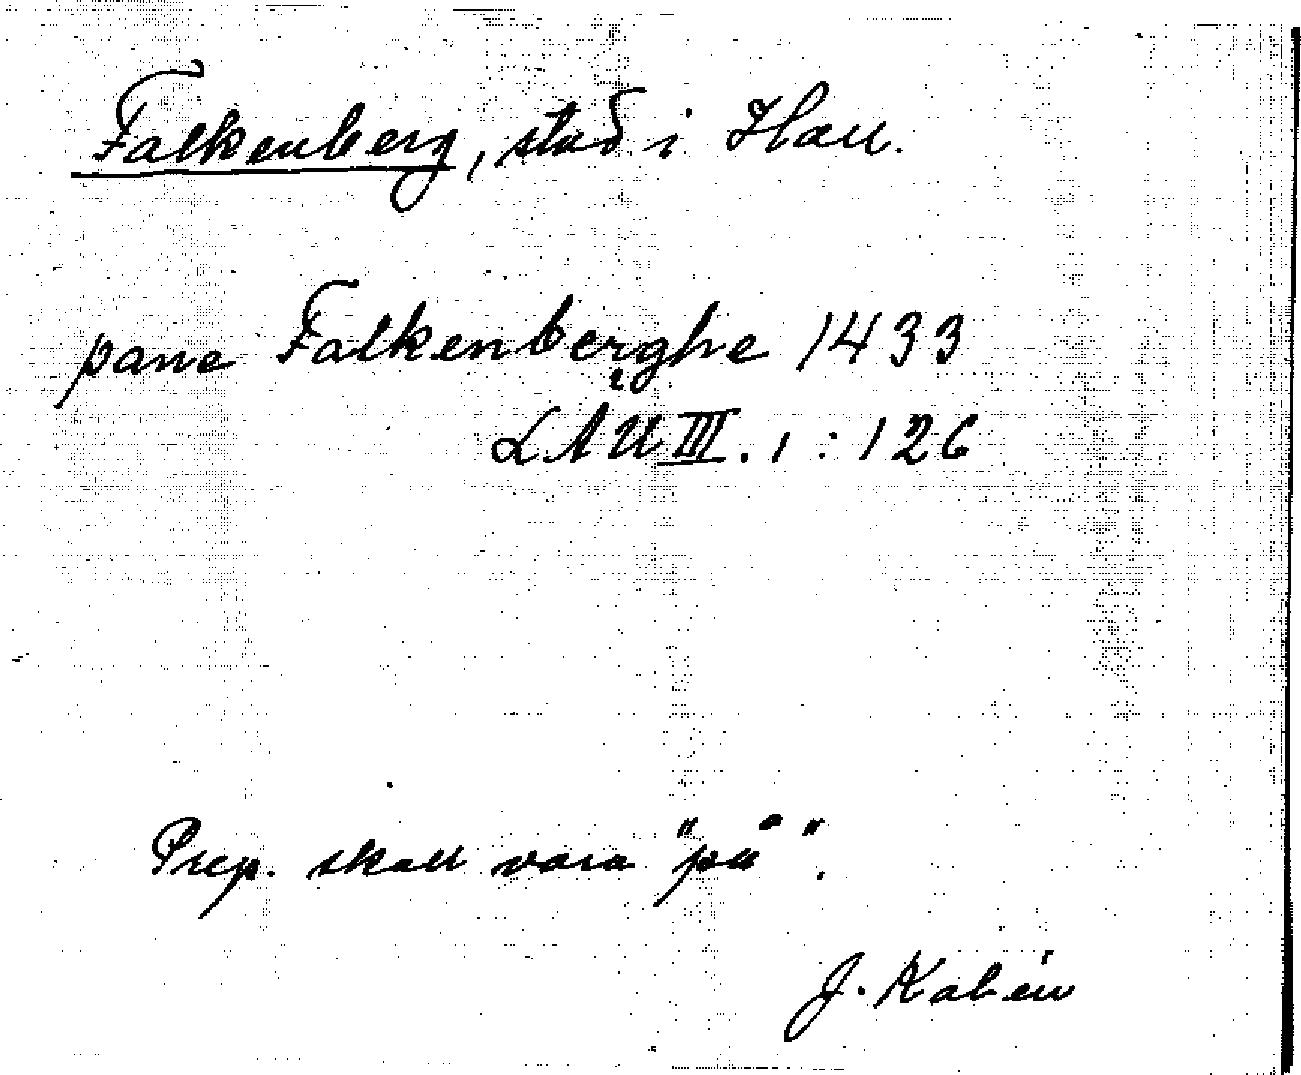 Falkenberg, stad i Hall.
pane Falkenberghe 1433
LAU III. 1 : 126
Prep. skall vara "på".
J. Kalén